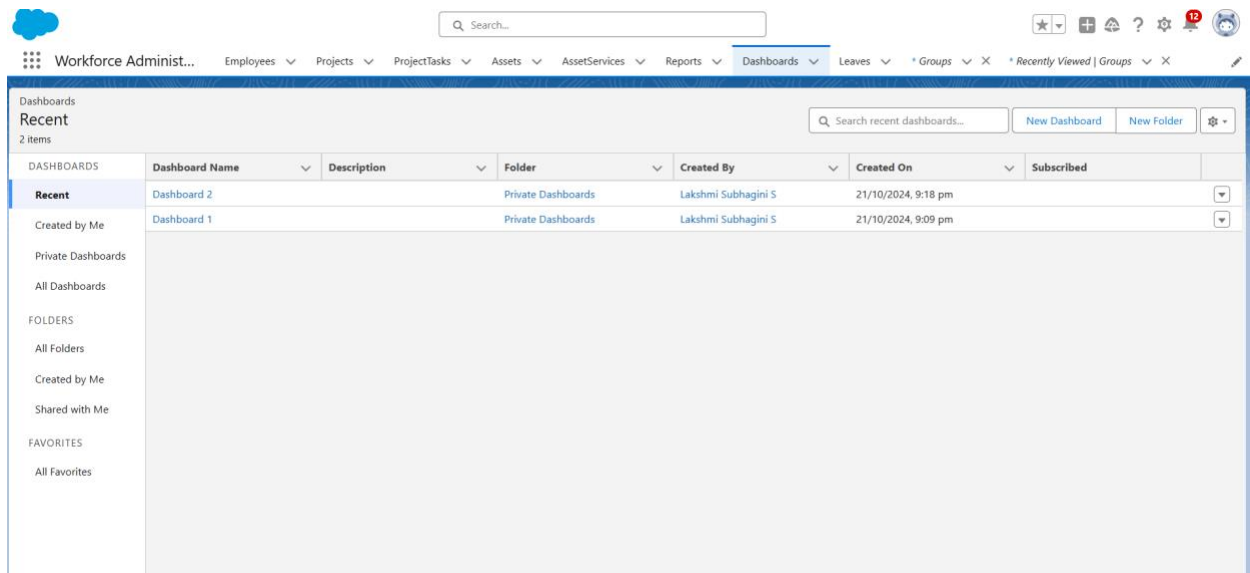 Search...
12
Workforce Administ... Employees Projects ProjectTasks Assets AssetServices Reports Dashboards Leaves * Groups * Recently Viewed | Groups
Dashboards
Recent
2 items
Search recent dashboards...
New Dashboard
New Folder
DASHBOARDS
Recent
Created by Me
Private Dashboards
All Dashboards
FOLDERS
All Folders
Created by Me
Shared with Me
FAVORITES
All Favorites
Dashboard Name Description Folder Created By Created On Subscribed
Dashboard 2 Private Dashboards Lakshmi Subhagini S 21/10/2024, 9:18 pm
Dashboard 1 Private Dashboards Lakshmi Subhagini S 21/10/2024, 9:09 pm